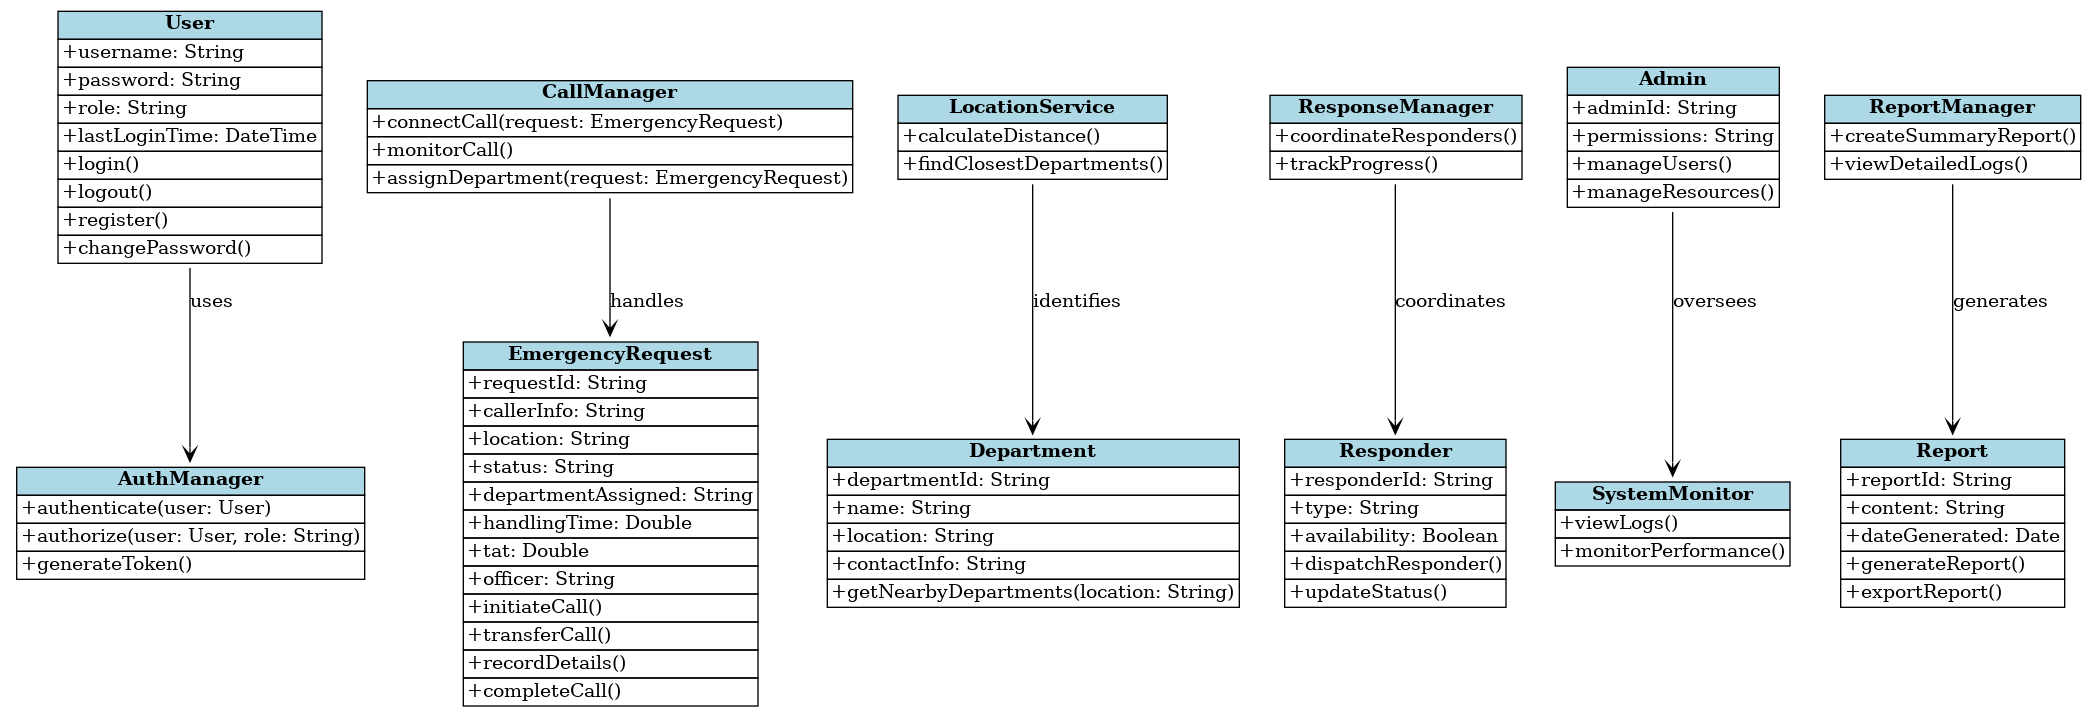 User
+username: String
+password: String
+role: String
+lastLoginTime: DateTime
+login()
+logout()
+register()
+changePassword()
CallManager
+connectCall(request: EmergencyRequest)
+monitorCall()
+assignDepartment(request: EmergencyRequest)
LocationService
+calculateDistance()
+findClosestDepartments()
ResponseManager
+coordinateResponders()
+trackProgress()
Admin
+adminId: String
+permissions: String
+manageUsers()
+manageResources()
ReportManager
+createSummaryReport()
+viewDetailedLogs()
uses
handles
identifies
coordinates
oversees
generates
AuthManager
+authenticate(user: User)
+authorize(user: User, role: String)
+generateToken()
EmergencyRequest
+requestId: String
+callerInfo: String
+location: String
+status: String
+departmentAssigned: String
+handlingTime: Double
+tat: Double
+officer: String
+initiateCall()
+transferCall()
+recordDetails()
+completeCall()
Department
+departmentId: String
+name: String
+location: String
+contactInfo: String
+getNearbyDepartments(location: String)
Responder
+responderId: String
+type: String
+availability: Boolean
+dispatchResponder()
+updateStatus()
SystemMonitor
+viewLogs()
+monitorPerformance()
Report
+reportId: String
+content: String
+dateGenerated: Date
+generateReport()
+exportReport()